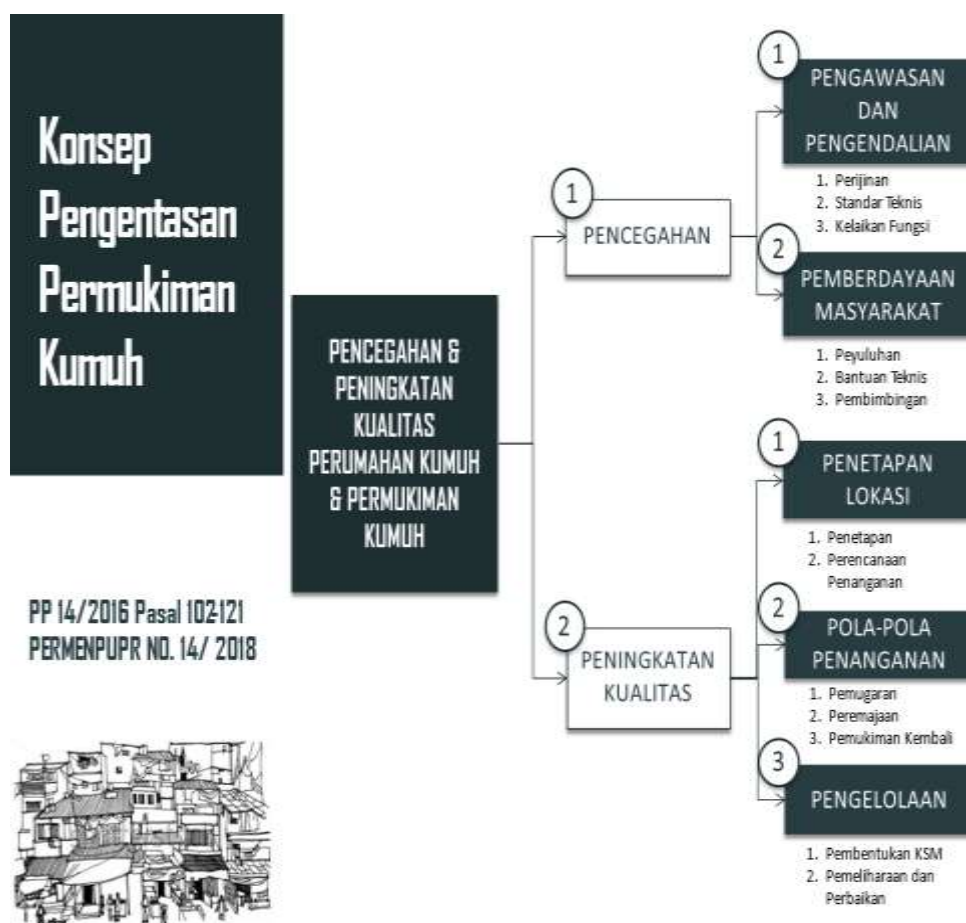 Konsep
Pengentasan
Permukiman
Kumuh
PP 14/2016 Pasal 102-121
PERMENPUPR NO. 14/ 2018
PENCEGAHAN &
PENINGKATAN
KUALITAS
PERUMAHAN KUMUH
& PERMUKIMAN
KUMUH
1
PENCEGAHAN
1
PENGAWASAN
DAN
PENGENDALIAN
1. Perijinan
2. Standar Teknis
3. Kelaikan Fungsi
2
PEMBERDAYAAN
MASYARAKAT
1. Peyuluhan
2. Bantuan Teknis
3. Pembimbingan
2
PENINGKATAN
KUALITAS
1
PENETAPAN
LOKASI
1. Penetapan
2. Perencanaan
Penanganan
2
POLA-POLA
PENANGANAN
1. Pemugaran
2. Peremajaan
3. Pemukiman Kembali
3
PENGELOLAAN
1. Pembentukan KSM
2. Pemeliharaan dan
Perbaikan